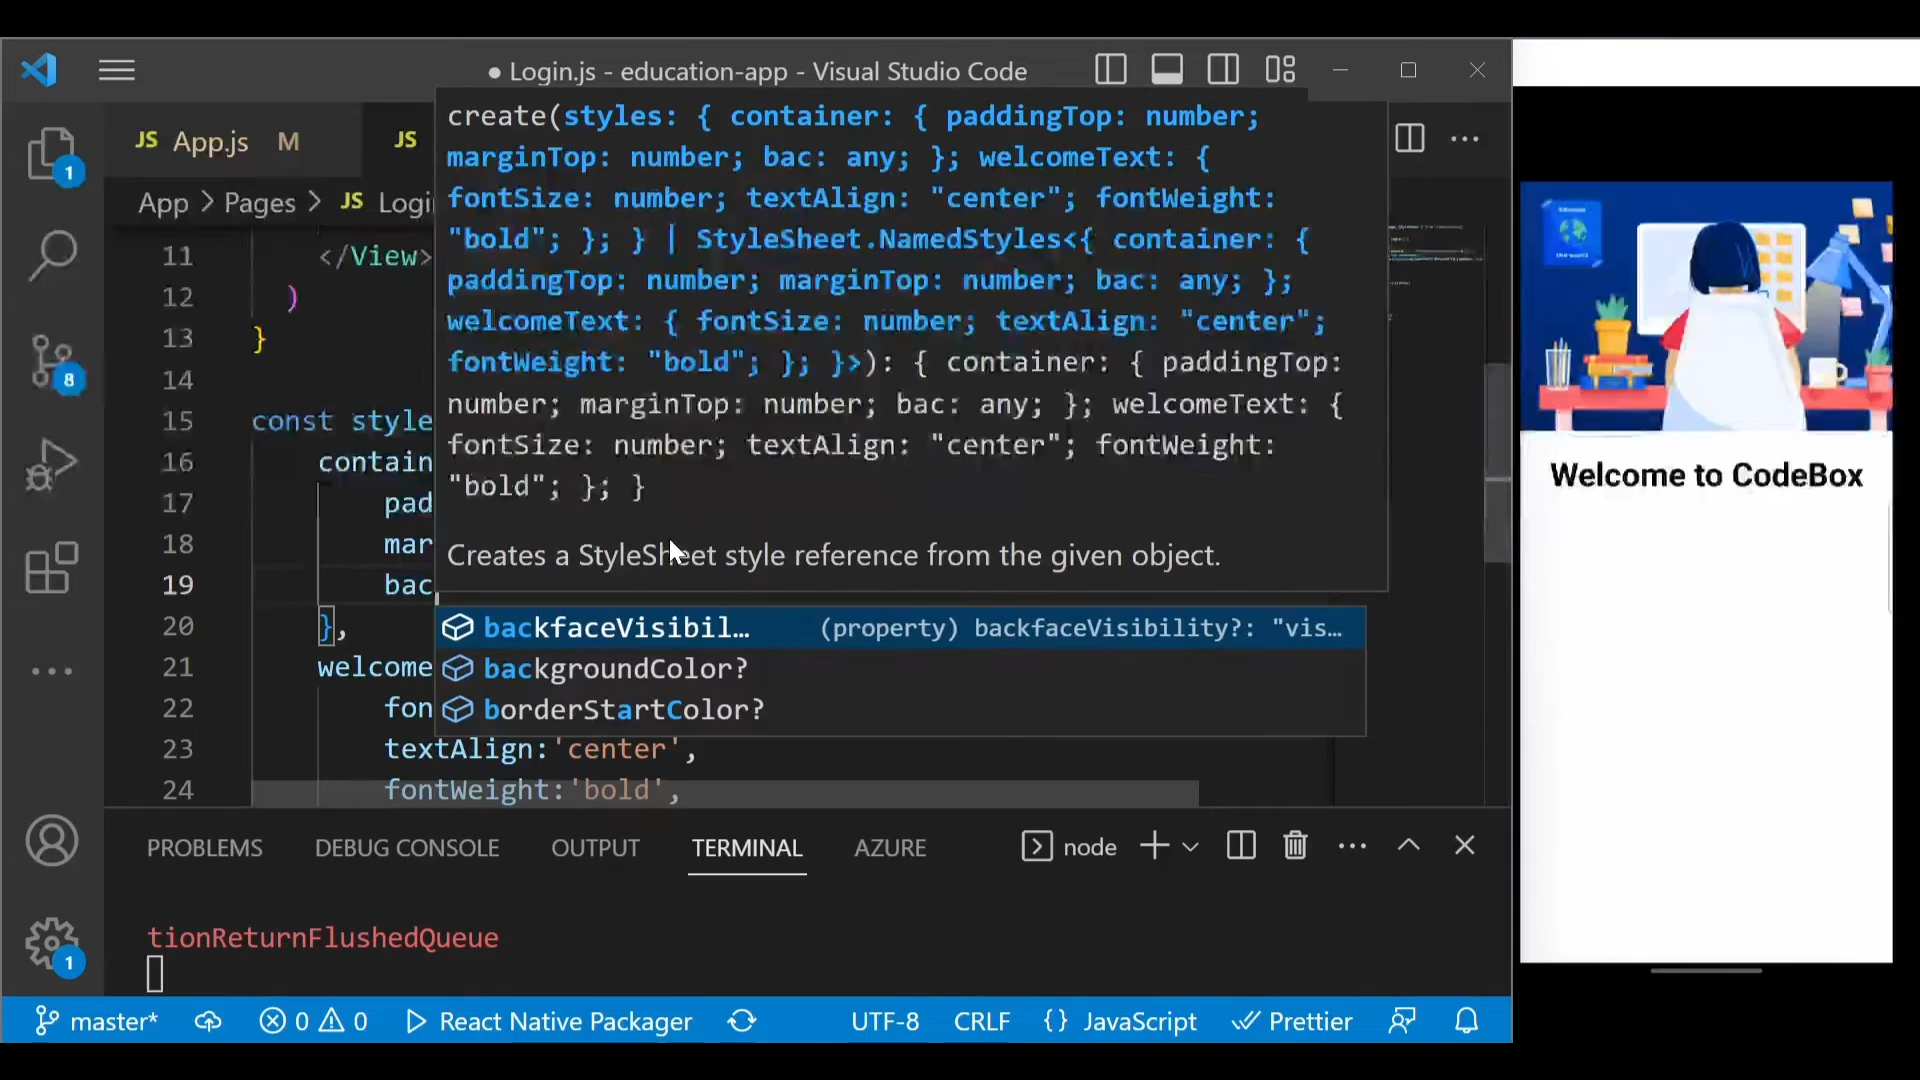 ● Login.js - education-app - Visual Studio Code
JS App.js M JS
App > Pages > JS Logi
create(styles: { container: { paddingTop: number;
marginTop: number; bac: any; }; welcomeText: {
fontSize: number; textAlign: "center"; fontWeight:
"bold"; }; } | StyleSheet.NamedStyles<{ container: {
paddingTop: number; marginTop: number; bac: any; };
welcomeText: { fontSize: number; textAlign: "center";
fontWeight: "bold"; }; }>): { container: { paddingTop:
number; marginTop: number; bac: any; }; welcomeText: {
fontSize: number; textAlign: "center"; fontWeight:
"bold"; }; }
Creates a StyleSheet style reference from the given object.
11 </View>
12 )
13 }
14
15 const style
16 contain
17 pad
18 mar
19 bac
20 },
21 welcome
22 fon
23 textAlign:'center',
24 fontWeight:'bold',
backfaceVisibil… (property) backfaceVisibility?: "vis…
backgroundColor?
borderStartColor?
1
8
1
PROBLEMS DEBUG CONSOLE OUTPUT TERMINAL AZURE node
tionReturnFlushedQueue
master* 0 0 React Native Packager UTF-8 CRLF {} JavaScript Prettier
Welcome to CodeBox